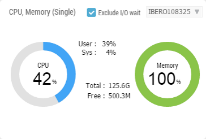 CPU, Memory (Single)
Exclude I/O wait
IBERO108325
CPU
42%
User : 39%
Sys : 4%
Total : 125.6G
Free : 500.3M
Memory
100%